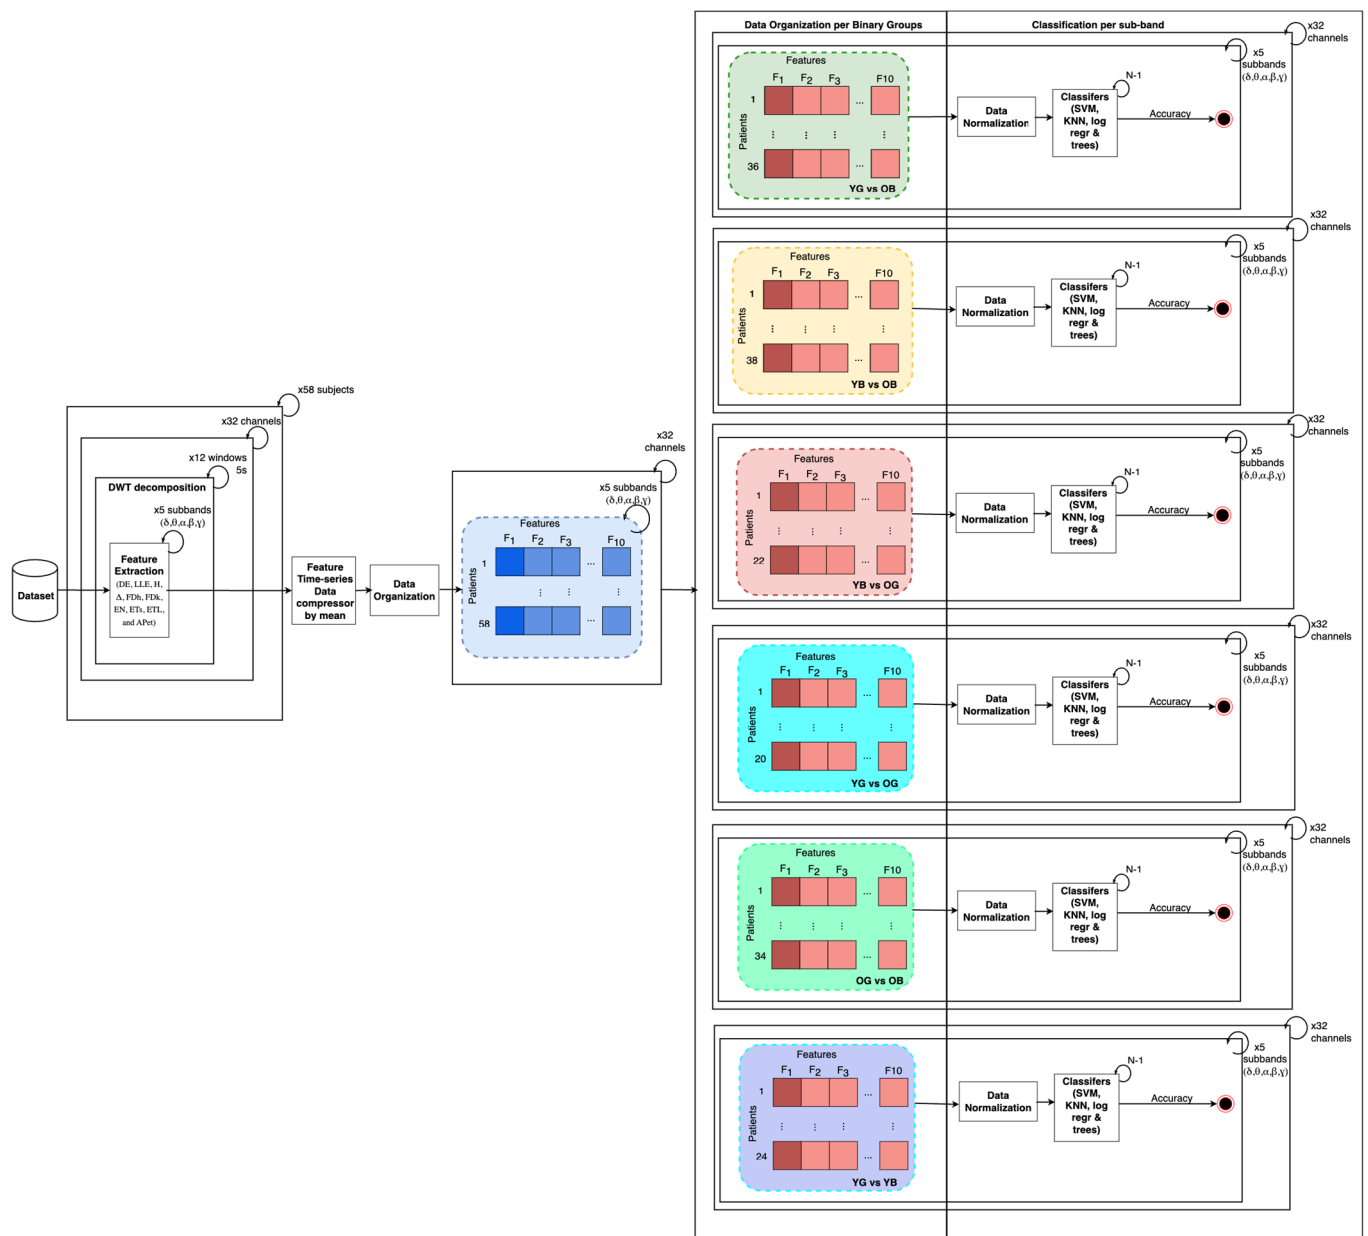 Dataset
x58 subjects
x32 channels
x12 windows
5s
DWT decomposition
x5 subbands
(δ,θ,α,β,γ)
Feature
Extraction
(DE, LLE, H,
Δ, FDh, FDk,
EN, ETs, ETL,
and APet)
Feature
Time-series
Data
compressor
by mean
Data
Organization
x32
channels
x5 subbands
(δ,θ,α,β,γ)
Features
F1 F2 F3 F10
Patients
1 ...
⋮ ⋮
58 ...
Data Organization per Binary Groups
Classification per sub-band
x32
channels
x5
subbands
(δ,θ,α,β,γ)
Features
F1 F2 F3 F10
Patients
1 ...
⋮ ⋮ ⋮
36 ...
YG vs OB
Data
Normalization
N-1
Classifers
(SVM,
KNN, log
regr &
trees)
Accuracy
x32
channels
x5
subbands
(δ,θ,α,β,γ)
Features
F1 F2 F3 F10
Patients
1 ...
⋮ ⋮ ⋮
38 ...
YB vs OB
Data
Normalization
N-1
Classifers
(SVM,
KNN, log
regr &
trees)
Accuracy
x32
channels
x5
subbands
(δ,θ,α,β,γ)
Features
F1 F2 F3 F10
Patients
1 ...
⋮ ⋮ ⋮
22 ...
YB vs OG
Data
Normalization
N-1
Classifers
(SVM,
KNN, log
regr &
trees)
Accuracy
x32
channels
x5
subbands
(δ,θ,α,β,γ)
Features
F1 F2 F3 F10
Patients
1 ...
⋮ ⋮ ⋮
20 ...
YG vs OG
Data
Normalization
N-1
Classifers
(SVM,
KNN, log
regr &
trees)
Accuracy
x32
channels
x5
subbands
(δ,θ,α,β,γ)
Features
F1 F2 F3 F10
Patients
1 ...
⋮ ⋮ ⋮
34 ...
OG vs OB
Data
Normalization
N-1
Classifers
(SVM,
KNN, log
regr &
trees)
Accuracy
x32
channels
x5
subbands
(δ,θ,α,β,γ)
Features
F1 F2 F3 F10
Patients
1 ...
⋮ ⋮ ⋮
24 ...
YG vs YB
Data
Normalization
N-1
Classifers
(SVM,
KNN, log
regr &
trees)
Accuracy